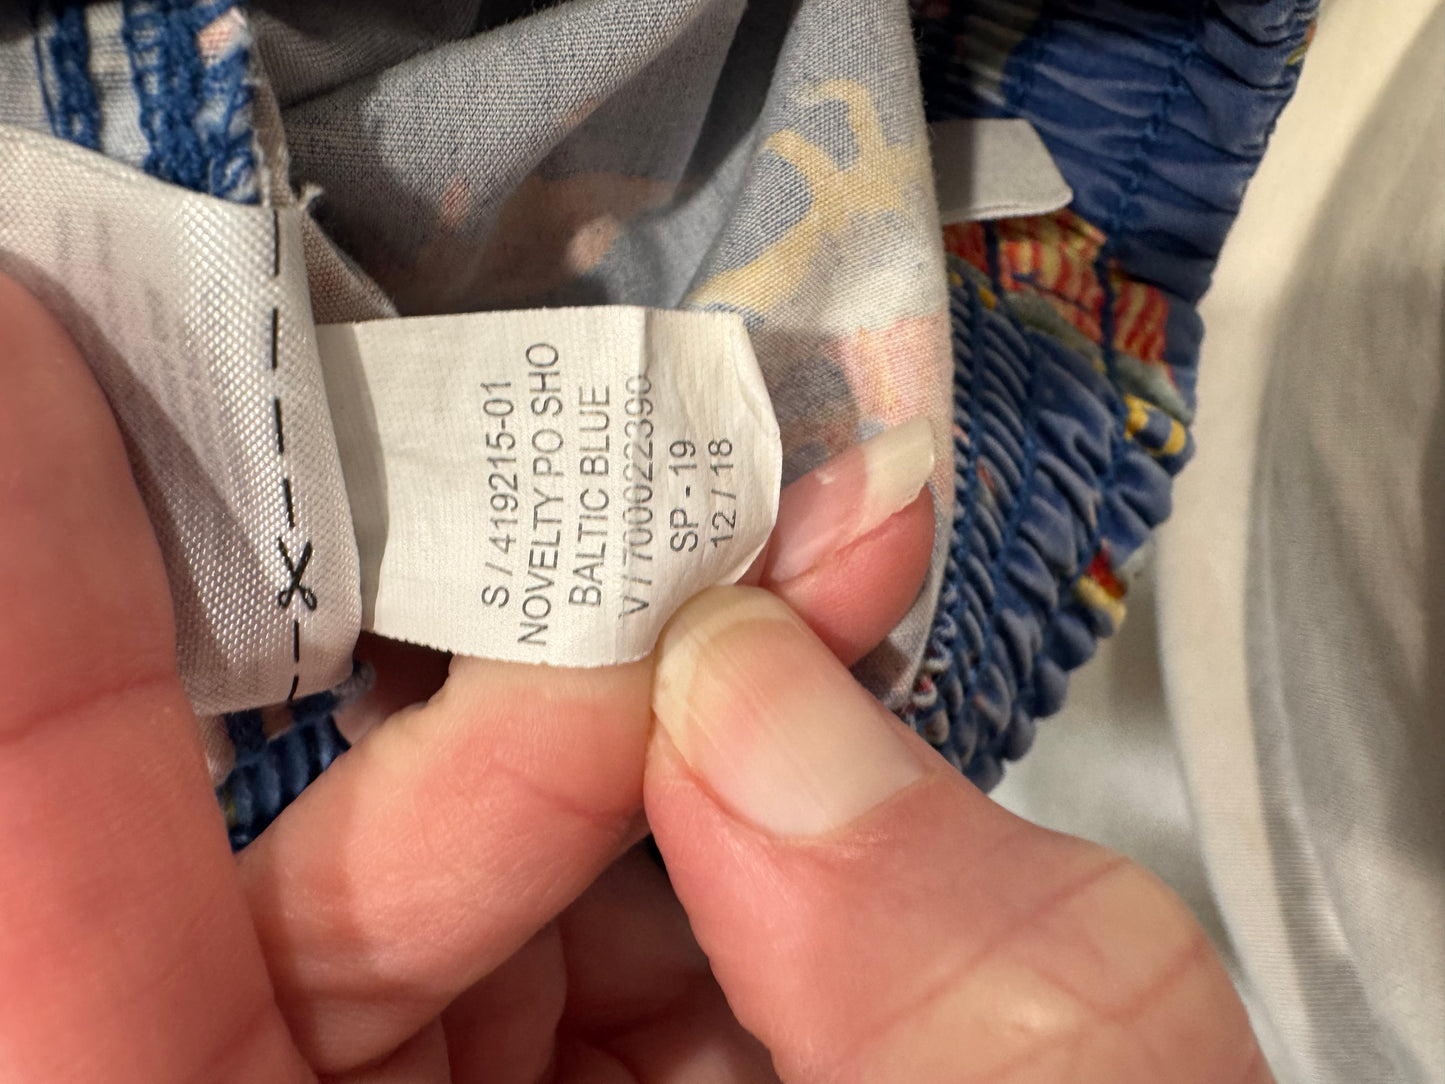 S / 419215-01
NOVELTY PO SHO
BALTIC BLUE
V / 700022390
SP - 19
12 / 18